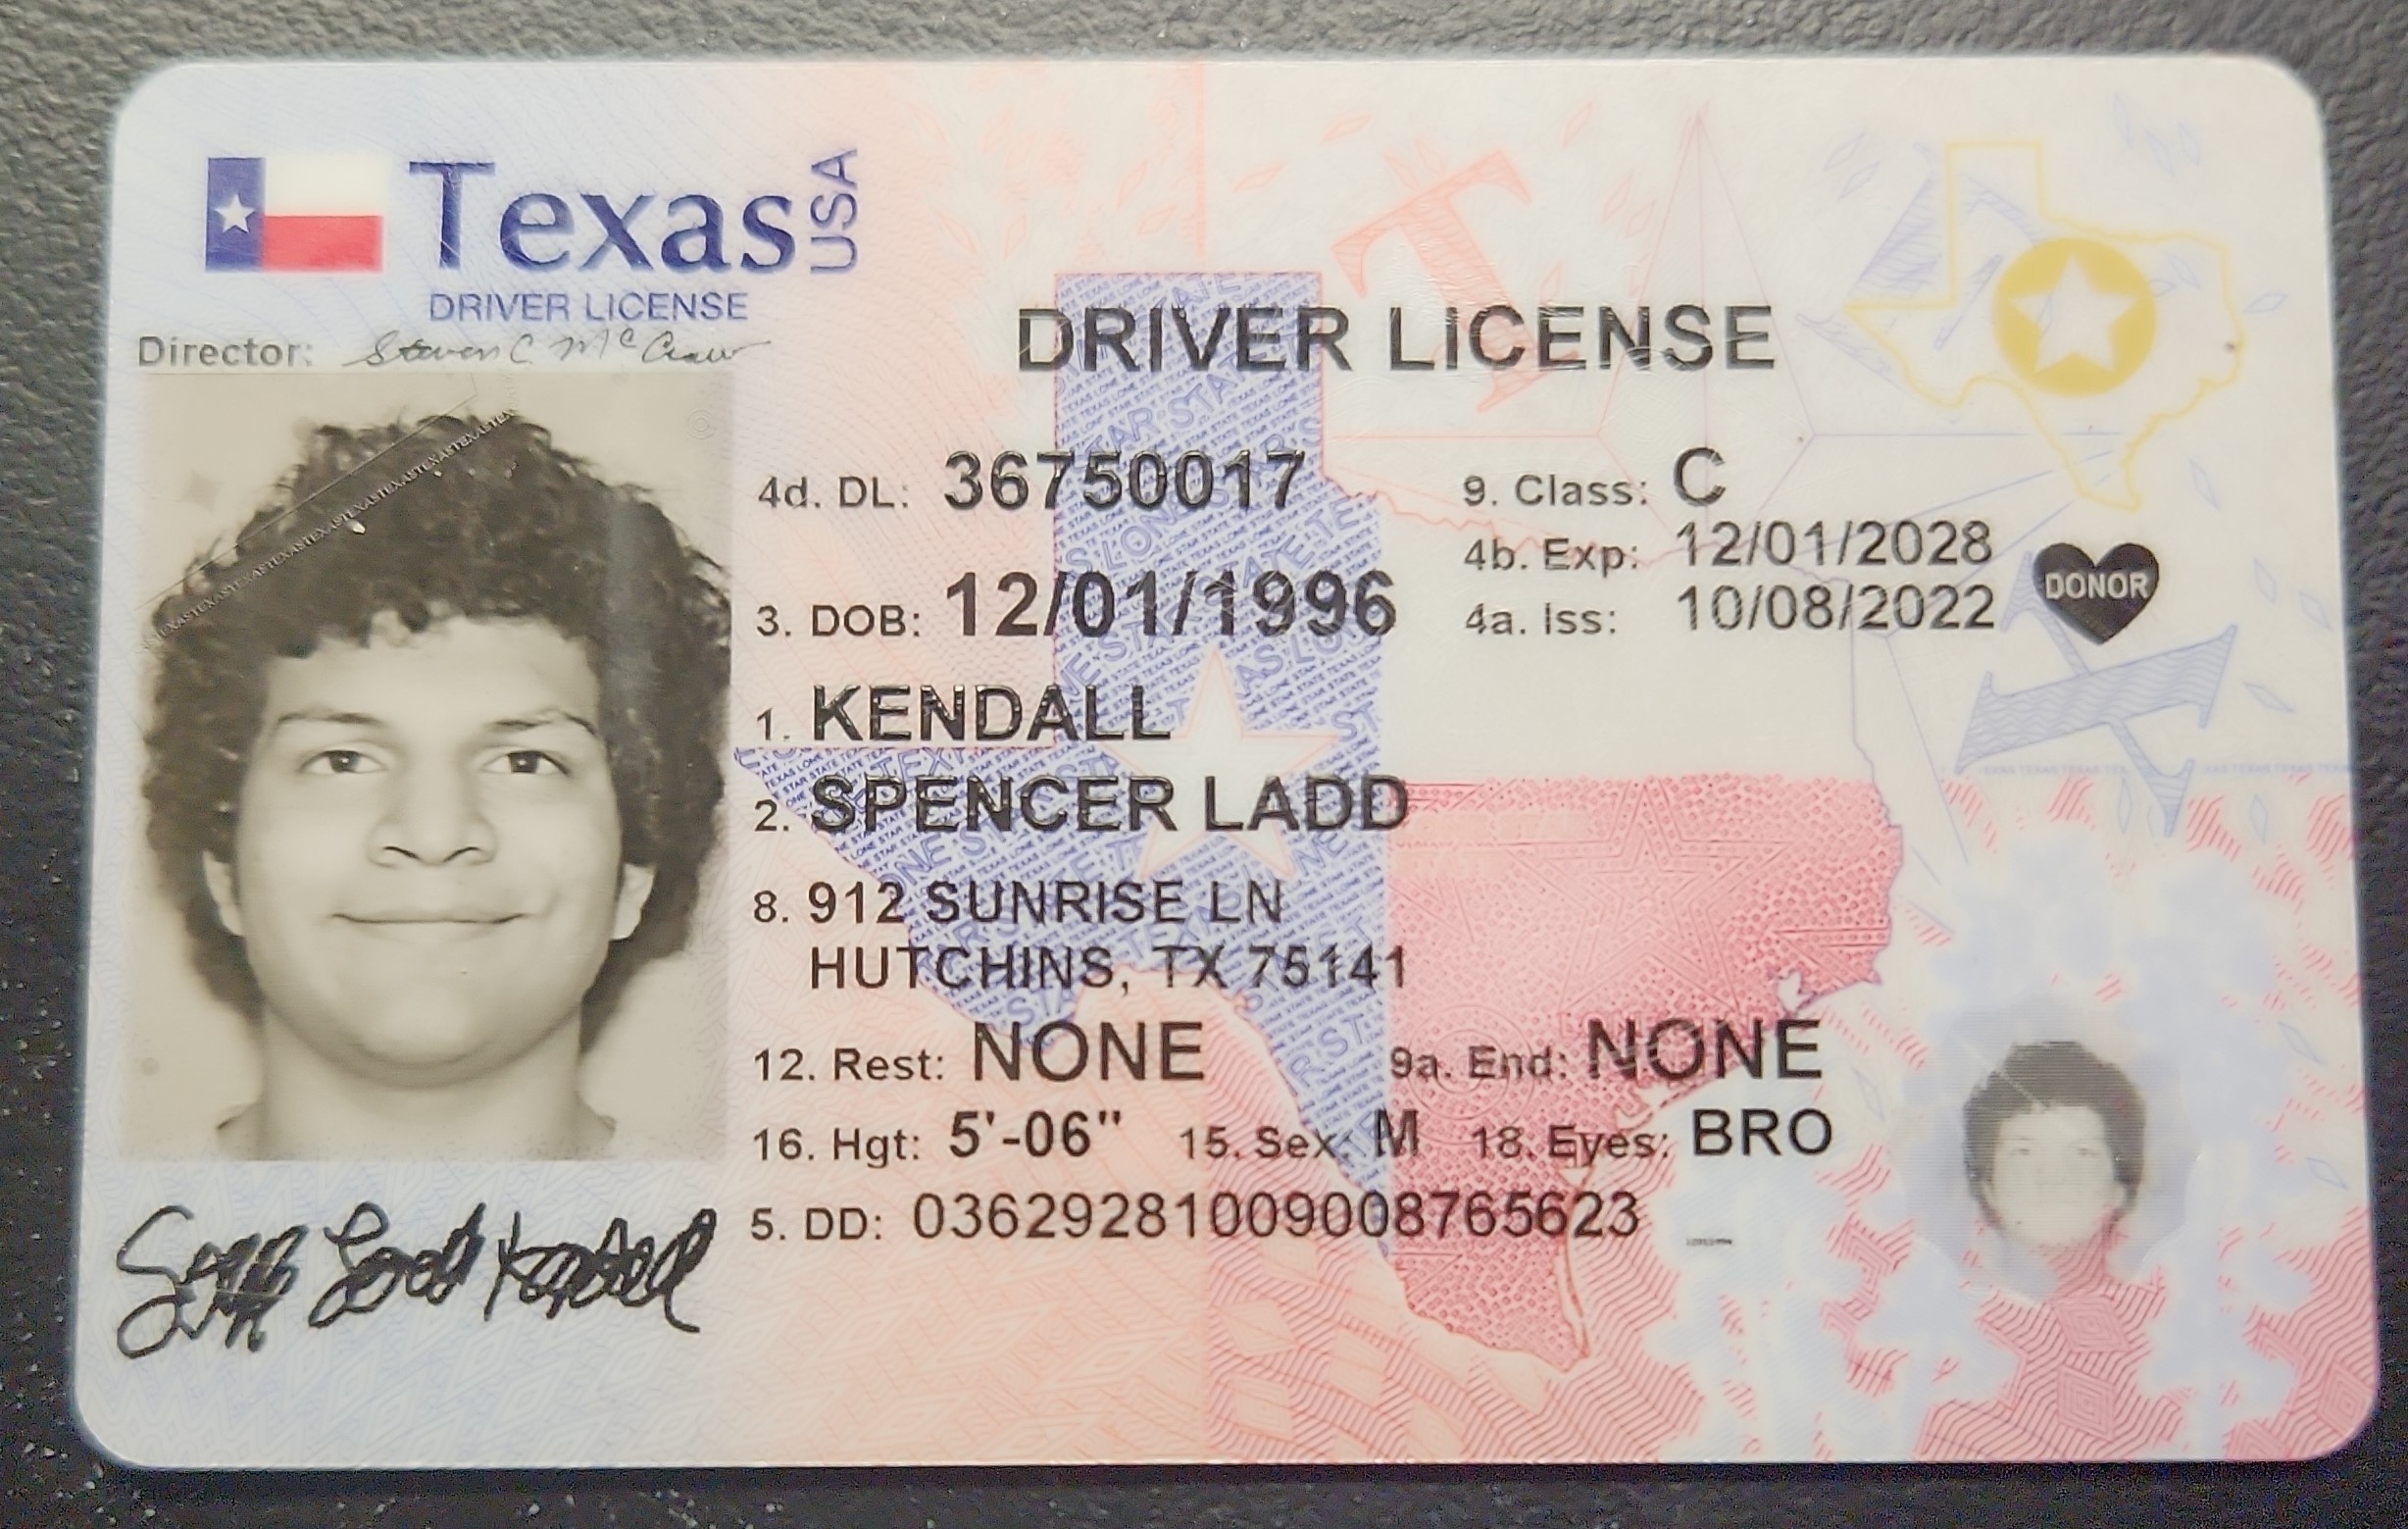 Texas USA
DRIVER LICENSE
Director: Steven C McCraw
DRIVER LICENSE
4d. DL: 36750017
9. Class: C
4b. Exp: 12/01/2028
3. DOB: 12/01/1996
4a. Iss: 10/08/2022
DONOR
1. KENDALL
2. SPENCER LADD
8. 912 SUNRISE LN
HUTCHINS, TX 75141
12. Rest: NONE
9a. End: NONE
16. Hgt: 5'-06" 15. Sex: M 18. Eyes: BRO
5. DD: 03629281009008765623